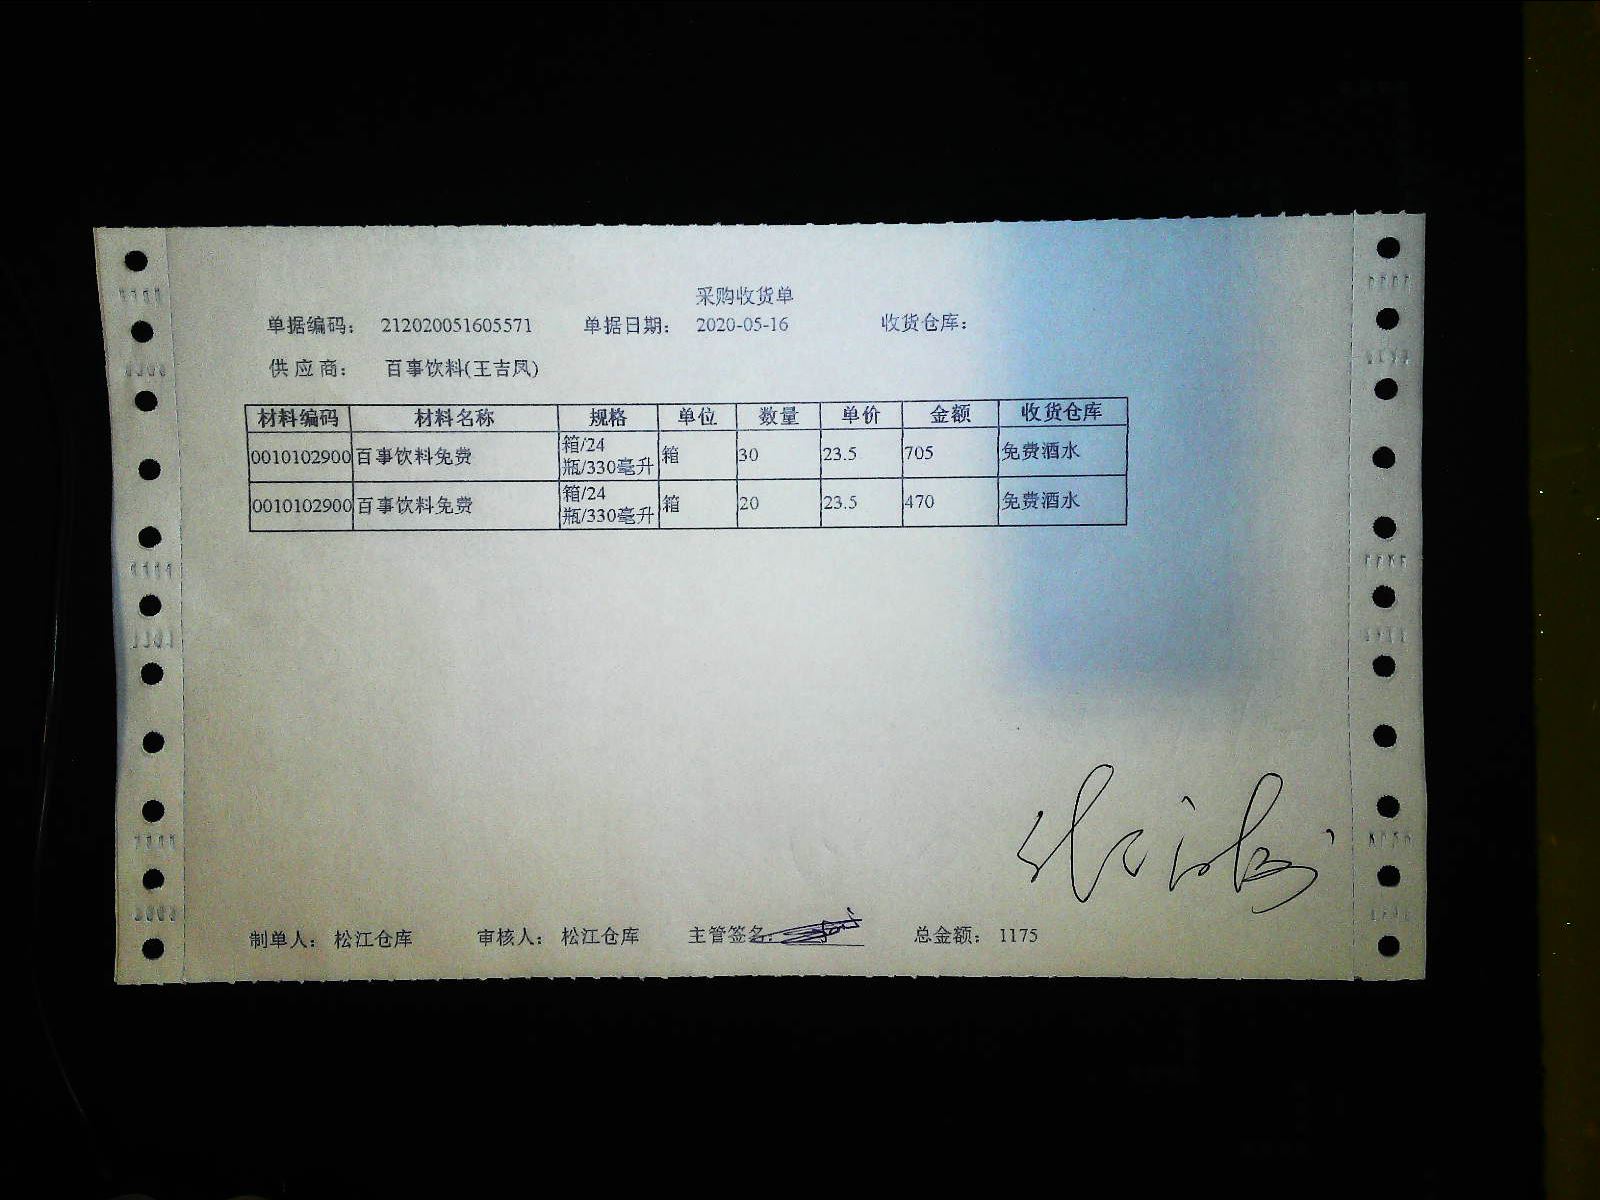 采购收货单
单据编码： 212020051605571 单据日期： 2020-05-16 收货仓库：
供应商： 百事饮料(王吉凤)
材料编码 材料名称 规格 单位 数量 单价 金额 收货仓库
0010102900 百事饮料免费 箱/24瓶/330毫升 箱 30 23.5 705 免费酒水
0010102900 百事饮料免费 箱/24瓶/330毫升 箱 20 23.5 470 免费酒水
制单人： 松江仓库 审核人： 松江仓库 主管签名： 总金额： 1175